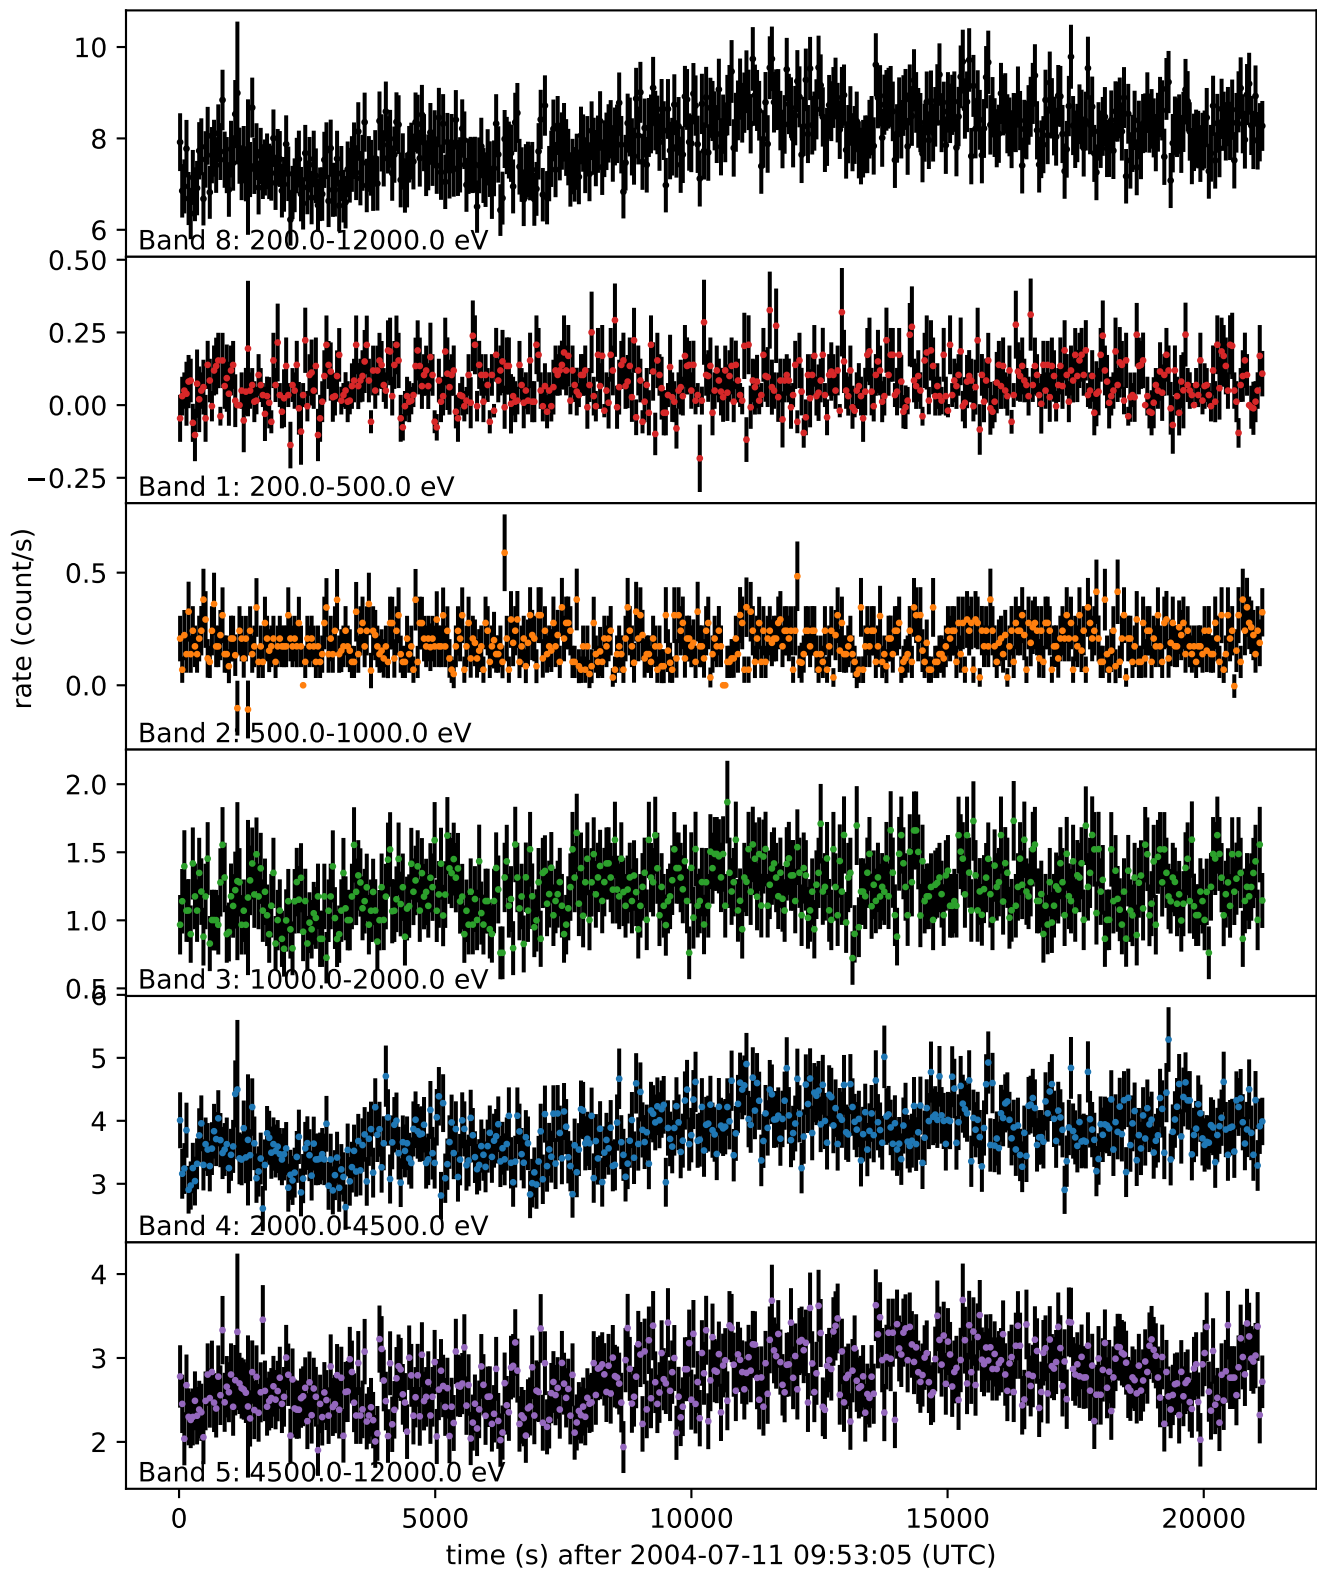 10
8
6
Band 8: 200.0-12000.0 eV
0.50
0.25
0.00
−0.25
Band 1: 200.0-500.0 eV
rate (count/s)
0.5
0.0
Band 2: 500.0-1000.0 eV
2.0
1.5
1.0
0.5
Band 3: 1000.0-2000.0 eV
6
5
4
3
Band 4: 2000.0-4500.0 eV
4
3
2
Band 5: 4500.0-12000.0 eV
0 5000 10000 15000 20000
time (s) after 2004-07-11 09:53:05 (UTC)